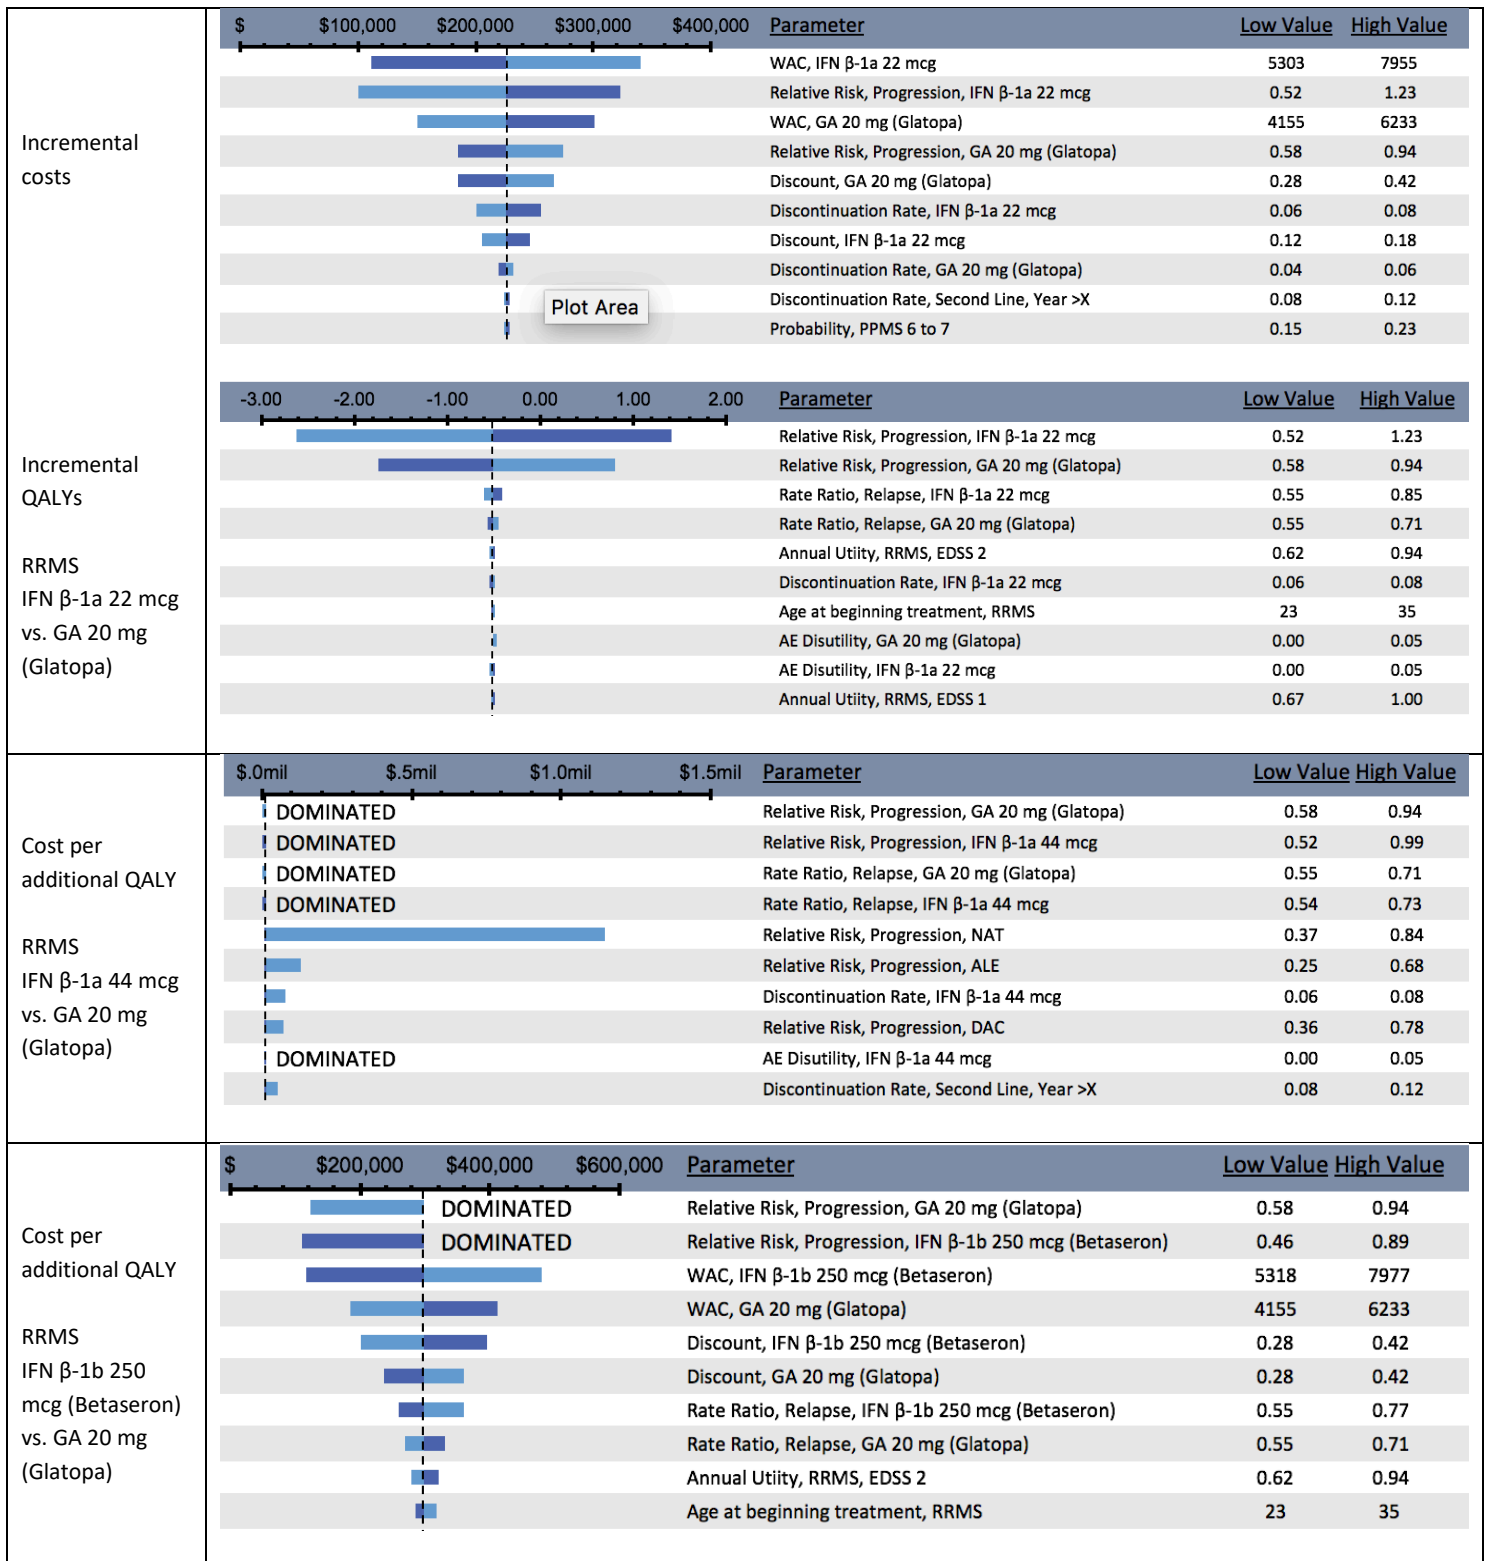 Incremental
costs
$ $100,000 $200,000 $300,000 $400,000 Parameter Low Value High Value
WAC, IFN β-1a 22 mcg 5303 7955
Relative Risk, Progression, IFN β-1a 22 mcg 0.52 1.23
WAC, GA 20 mg (Glatopa) 4155 6233
Relative Risk, Progression, GA 20 mg (Glatopa) 0.58 0.94
Discount, GA 20 mg (Glatopa) 0.28 0.42
Discontinuation Rate, IFN β-1a 22 mcg 0.06 0.08
Discount, IFN β-1a 22 mcg 0.12 0.18
Discontinuation Rate, GA 20 mg (Glatopa) 0.04 0.06
Discontinuation Rate, Second Line, Year >X 0.08 0.12
Plot Area
Probability, PPMS 6 to 7 0.15 0.23
Incremental
QALYs
RRMS
IFN β-1a 22 mcg
vs. GA 20 mg
(Glatopa)
-3.00 -2.00 -1.00 0.00 1.00 2.00 Parameter Low Value High Value
Relative Risk, Progression, IFN β-1a 22 mcg 0.52 1.23
Relative Risk, Progression, GA 20 mg (Glatopa) 0.58 0.94
Rate Ratio, Relapse, IFN β-1a 22 mcg 0.55 0.85
Rate Ratio, Relapse, GA 20 mg (Glatopa) 0.55 0.71
Annual Utiity, RRMS, EDSS 2 0.62 0.94
Discontinuation Rate, IFN β-1a 22 mcg 0.06 0.08
Age at beginning treatment, RRMS 23 35
AE Disutility, GA 20 mg (Glatopa) 0.00 0.05
AE Disutility, IFN β-1a 22 mcg 0.00 0.05
Annual Utiity, RRMS, EDSS 1 0.67 1.00
Cost per
additional QALY
RRMS
IFN β-1a 44 mcg
vs. GA 20 mg
(Glatopa)
$.0mil $.5mil $1.0mil $1.5mil Parameter Low Value High Value
DOMINATED Relative Risk, Progression, GA 20 mg (Glatopa) 0.58 0.94
DOMINATED Relative Risk, Progression, IFN β-1a 44 mcg 0.52 0.99
DOMINATED Rate Ratio, Relapse, GA 20 mg (Glatopa) 0.55 0.71
DOMINATED Rate Ratio, Relapse, IFN β-1a 44 mcg 0.54 0.73
Relative Risk, Progression, NAT 0.37 0.84
Relative Risk, Progression, ALE 0.25 0.68
Discontinuation Rate, IFN β-1a 44 mcg 0.06 0.08
Relative Risk, Progression, DAC 0.36 0.78
DOMINATED AE Disutility, IFN β-1a 44 mcg 0.00 0.05
Discontinuation Rate, Second Line, Year >X 0.08 0.12
Cost per
additional QALY
RRMS
IFN β-1b 250
mcg (Betaseron)
vs. GA 20 mg
(Glatopa)
$ $200,000 $400,000 $600,000 Parameter Low Value High Value
DOMINATED Relative Risk, Progression, GA 20 mg (Glatopa) 0.58 0.94
DOMINATED Relative Risk, Progression, IFN β-1b 250 mcg (Betaseron) 0.46 0.89
WAC, IFN β-1b 250 mcg (Betaseron) 5318 7977
WAC, GA 20 mg (Glatopa) 4155 6233
Discount, IFN β-1b 250 mcg (Betaseron) 0.28 0.42
Discount, GA 20 mg (Glatopa) 0.28 0.42
Rate Ratio, Relapse, IFN β-1b 250 mcg (Betaseron) 0.55 0.77
Rate Ratio, Relapse, GA 20 mg (Glatopa) 0.55 0.71
Annual Utiity, RRMS, EDSS 2 0.62 0.94
Age at beginning treatment, RRMS 23 35